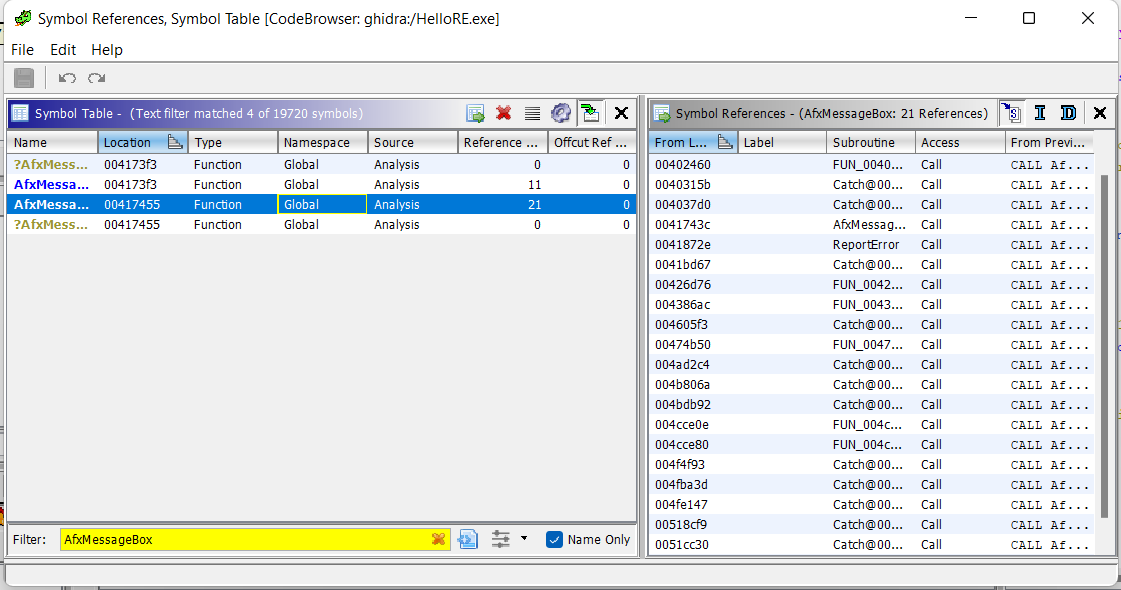 Symbol References, Symbol Table [CodeBrowser: ghidra:/HelloRE.exe]
File Edit Help
Symbol Table - (Text filter matched 4 of 19720 symbols)
Name Location Type Namespace Source Reference ... Offcut Ref ...
?AfxMess... 004173f3 Function Global Analysis 0 0
AfxMessa... 004173f3 Function Global Analysis 11 0
AfxMessa... 00417455 Function Global Analysis 21 0
?AfxMess... 00417455 Function Global Analysis 0 0
Filter: AfxMessageBox Name Only
Symbol References - (AfxMessageBox: 21 References)
From L... Label Subroutine Access From Previ...
00402460 FUN_0040... Call CALL Af...
0040315b Catch@00... Call CALL Af...
004037d0 Catch@00... Call CALL Af...
0041743c AfxMessag... Call CALL Af...
0041872e ReportError Call CALL Af...
0041bd67 Catch@00... Call CALL Af...
00426d76 FUN_0042... Call CALL Af...
004386ac FUN_0043... Call CALL Af...
004605f3 Catch@00... Call CALL Af...
00474b50 FUN_0047... Call CALL Af...
004ad2c4 Catch@00... Call CALL Af...
004b806a Catch@00... Call CALL Af...
004bdb92 Catch@00... Call CALL Af...
004cce0e FUN_004c... Call CALL Af...
004cce80 FUN_004c... Call CALL Af...
004f4f93 Catch@00... Call CALL Af...
004fba3d Catch@00... Call CALL Af...
004fe147 Catch@00... Call CALL Af...
00518cf9 Catch@00... Call CALL Af...
0051cc30 Catch@00... Call CALL Af...